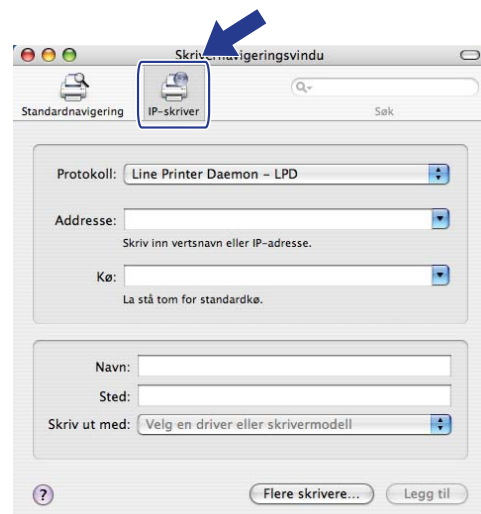 Skrivernavigeringsvindu
Standardnavigering
IP-skriver
Søk
Protokoll: Line Printer Daemon – LPD
Addresse:
Skriv inn vertsnavn eller IP-adresse.
Kø:
La stå tom for standardkø.
Navn:
Sted:
Skriv ut med: Velg en driver eller skrivermodell
?
Flere skrivere... Legg til